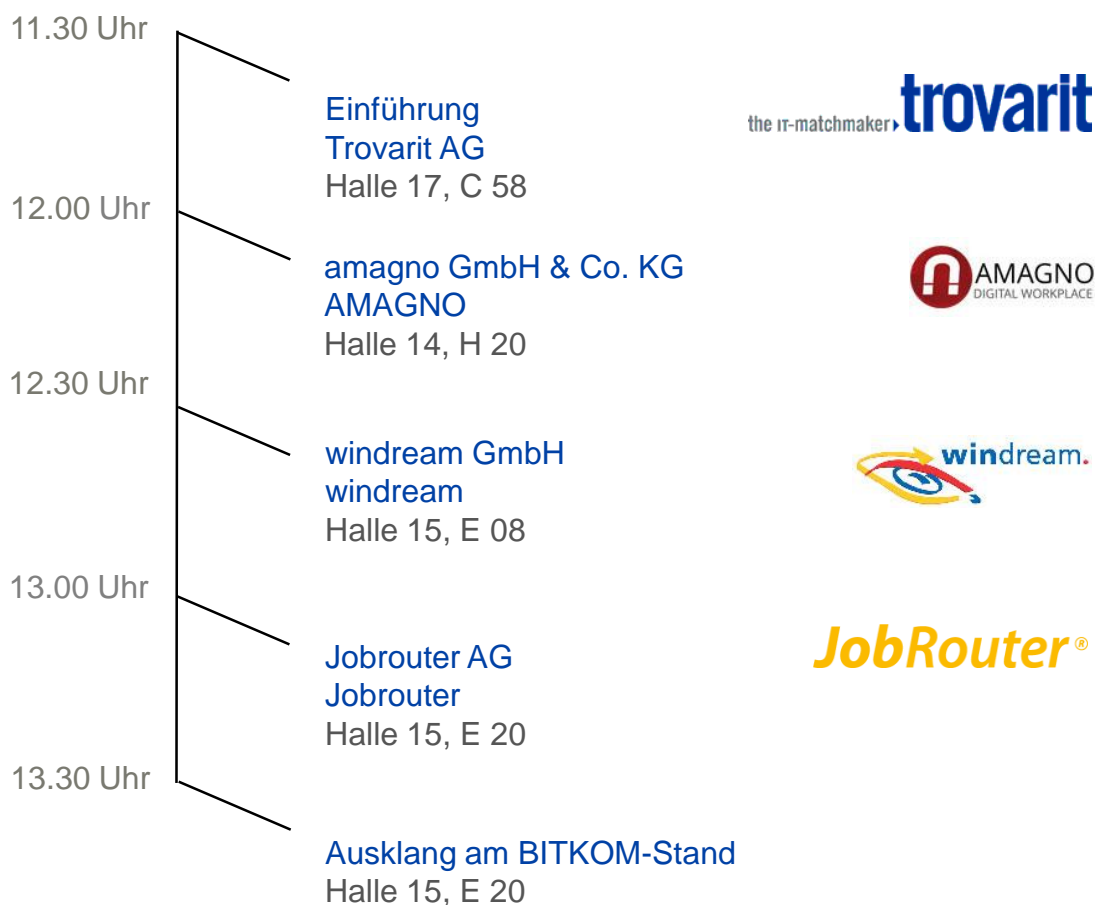 11.30 Uhr
Einführung
Trovarit AG
Halle 17, C 58
the IT-matchmaker trovarit
12.00 Uhr
amagno GmbH & Co. KG
AMAGNO
Halle 14, H 20
AMAGNO
DIGITAL WORKPLACE
12.30 Uhr
windream GmbH
windream
Halle 15, E 08
windream.
13.00 Uhr
Jobrouter AG
Jobrouter
Halle 15, E 20
JobRouter®
13.30 Uhr
Ausklang am BITKOM-Stand
Halle 15, E 20